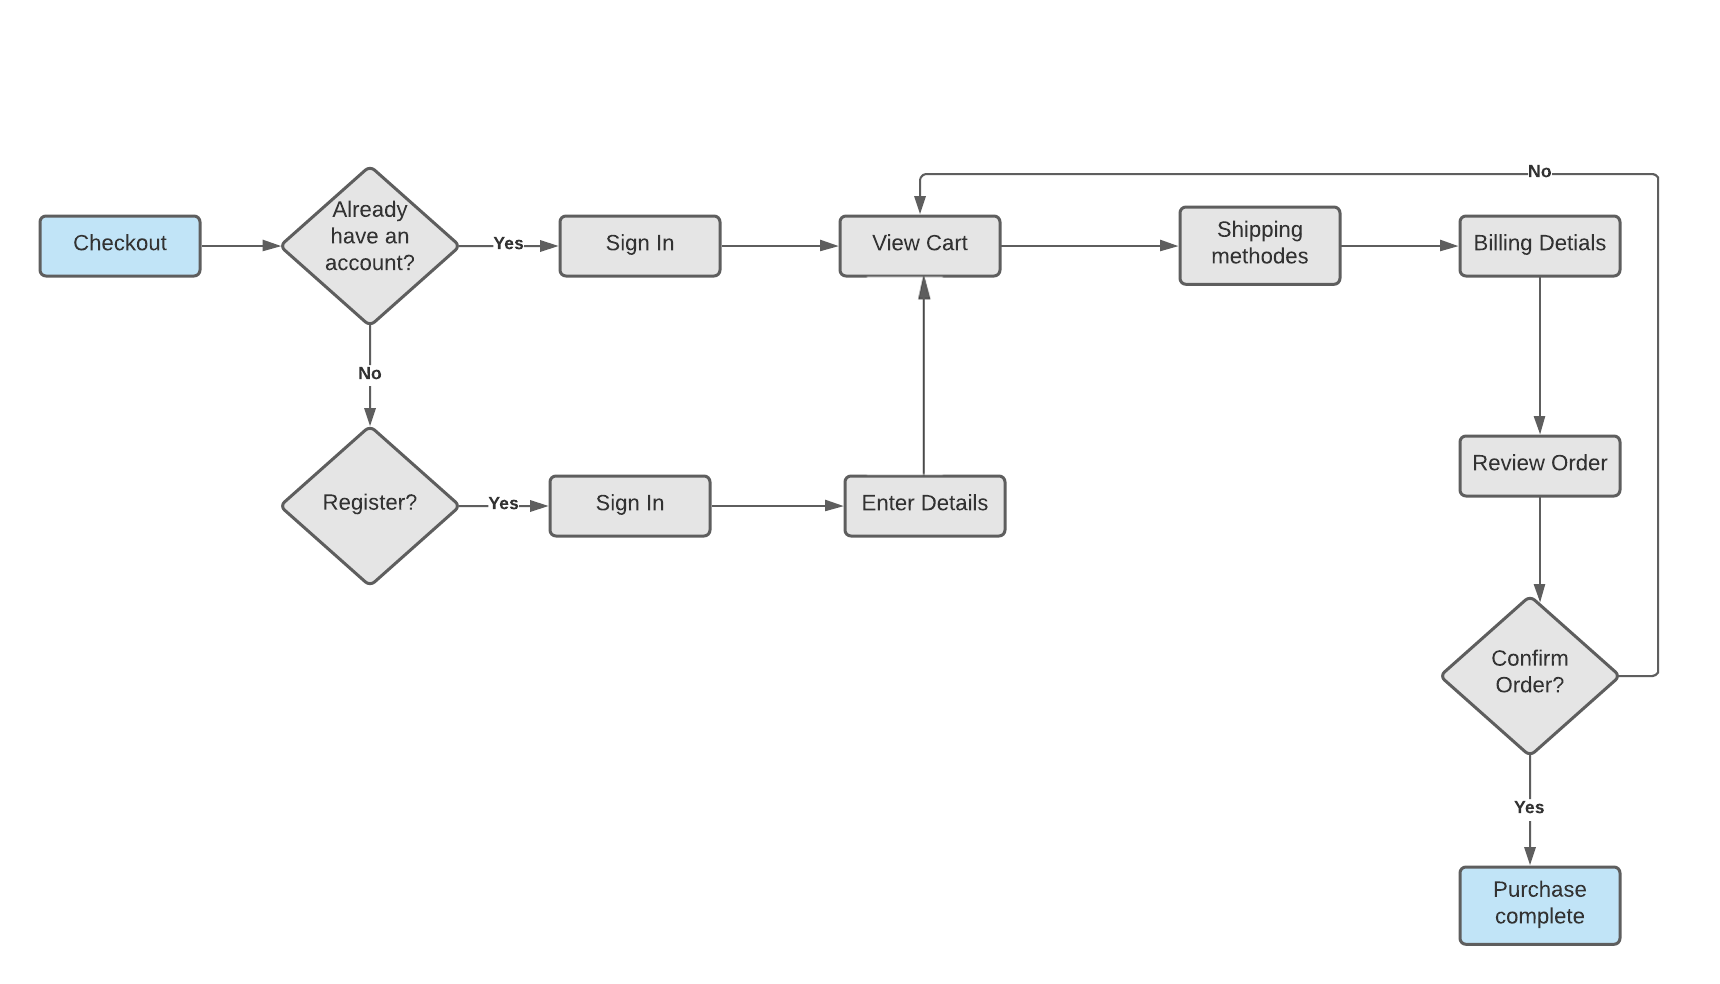 No
Checkout
Already
have an
account?
Yes
Sign In
View Cart
Shipping
methodes
Billing Detials
No
Register?
Yes
Sign In
Enter Details
Review Order
Confirm
Order?
Yes
Purchase
complete